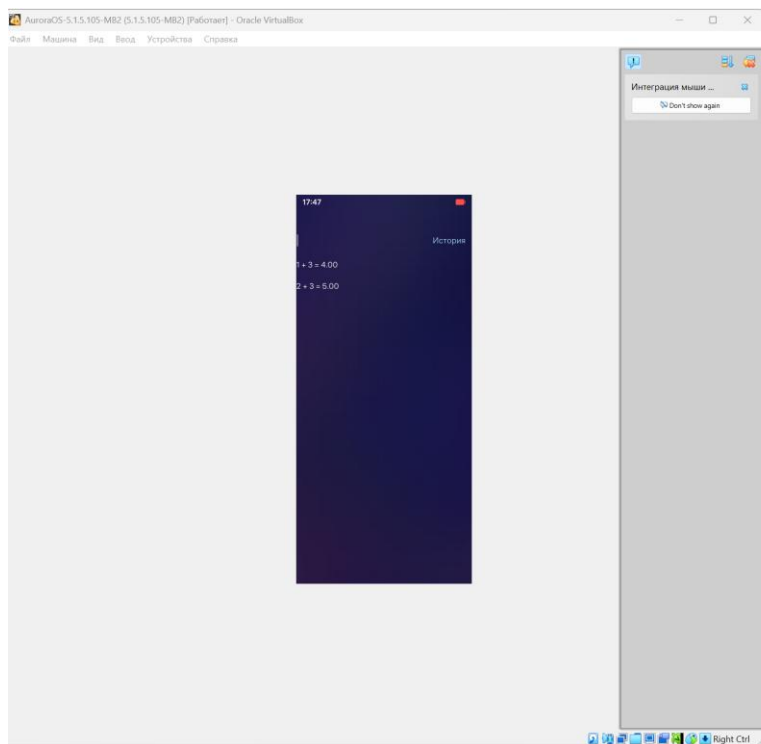 AuroraOS-5.1.5.105-MB2 (5.1.5.105-MB2) [Работает] - Oracle VirtualBox
Файл Машина Вид Ввод Устройства Справка
Интеграция мыши ...
Don't show again
17:47
История
1 + 3 = 4.00
2 + 3 = 5.00
Right Ctrl